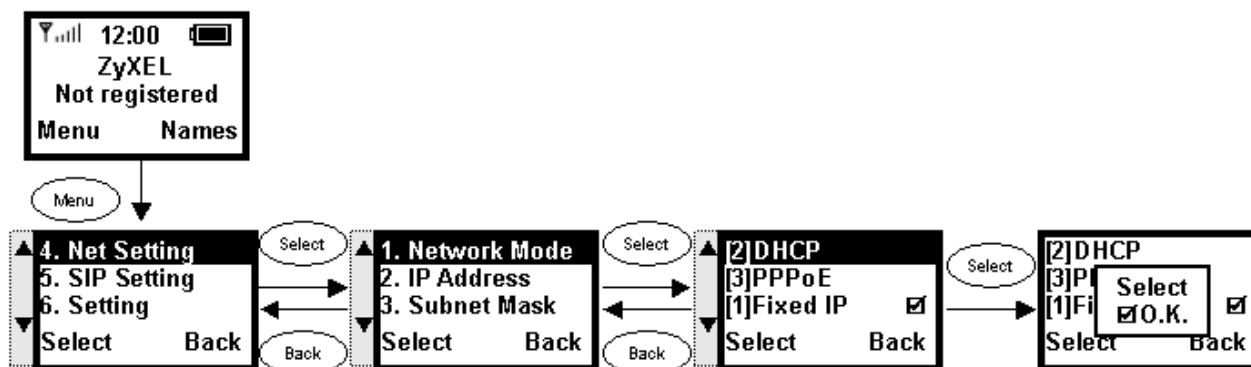 12:00
ZyXEL
Not registered
Menu Names
Menu
4. Net Setting
5. SIP Setting
6. Setting
Select Back
Select
Back
1. Network Mode
2. IP Address
3. Subnet Mask
Select Back
Select
Back
[2]DHCP
[3]PPPoE
[1]Fixed IP
Select Back
Select
[2]DHCP
[3]P
[1]Fi
Select
O.K.
Select Back